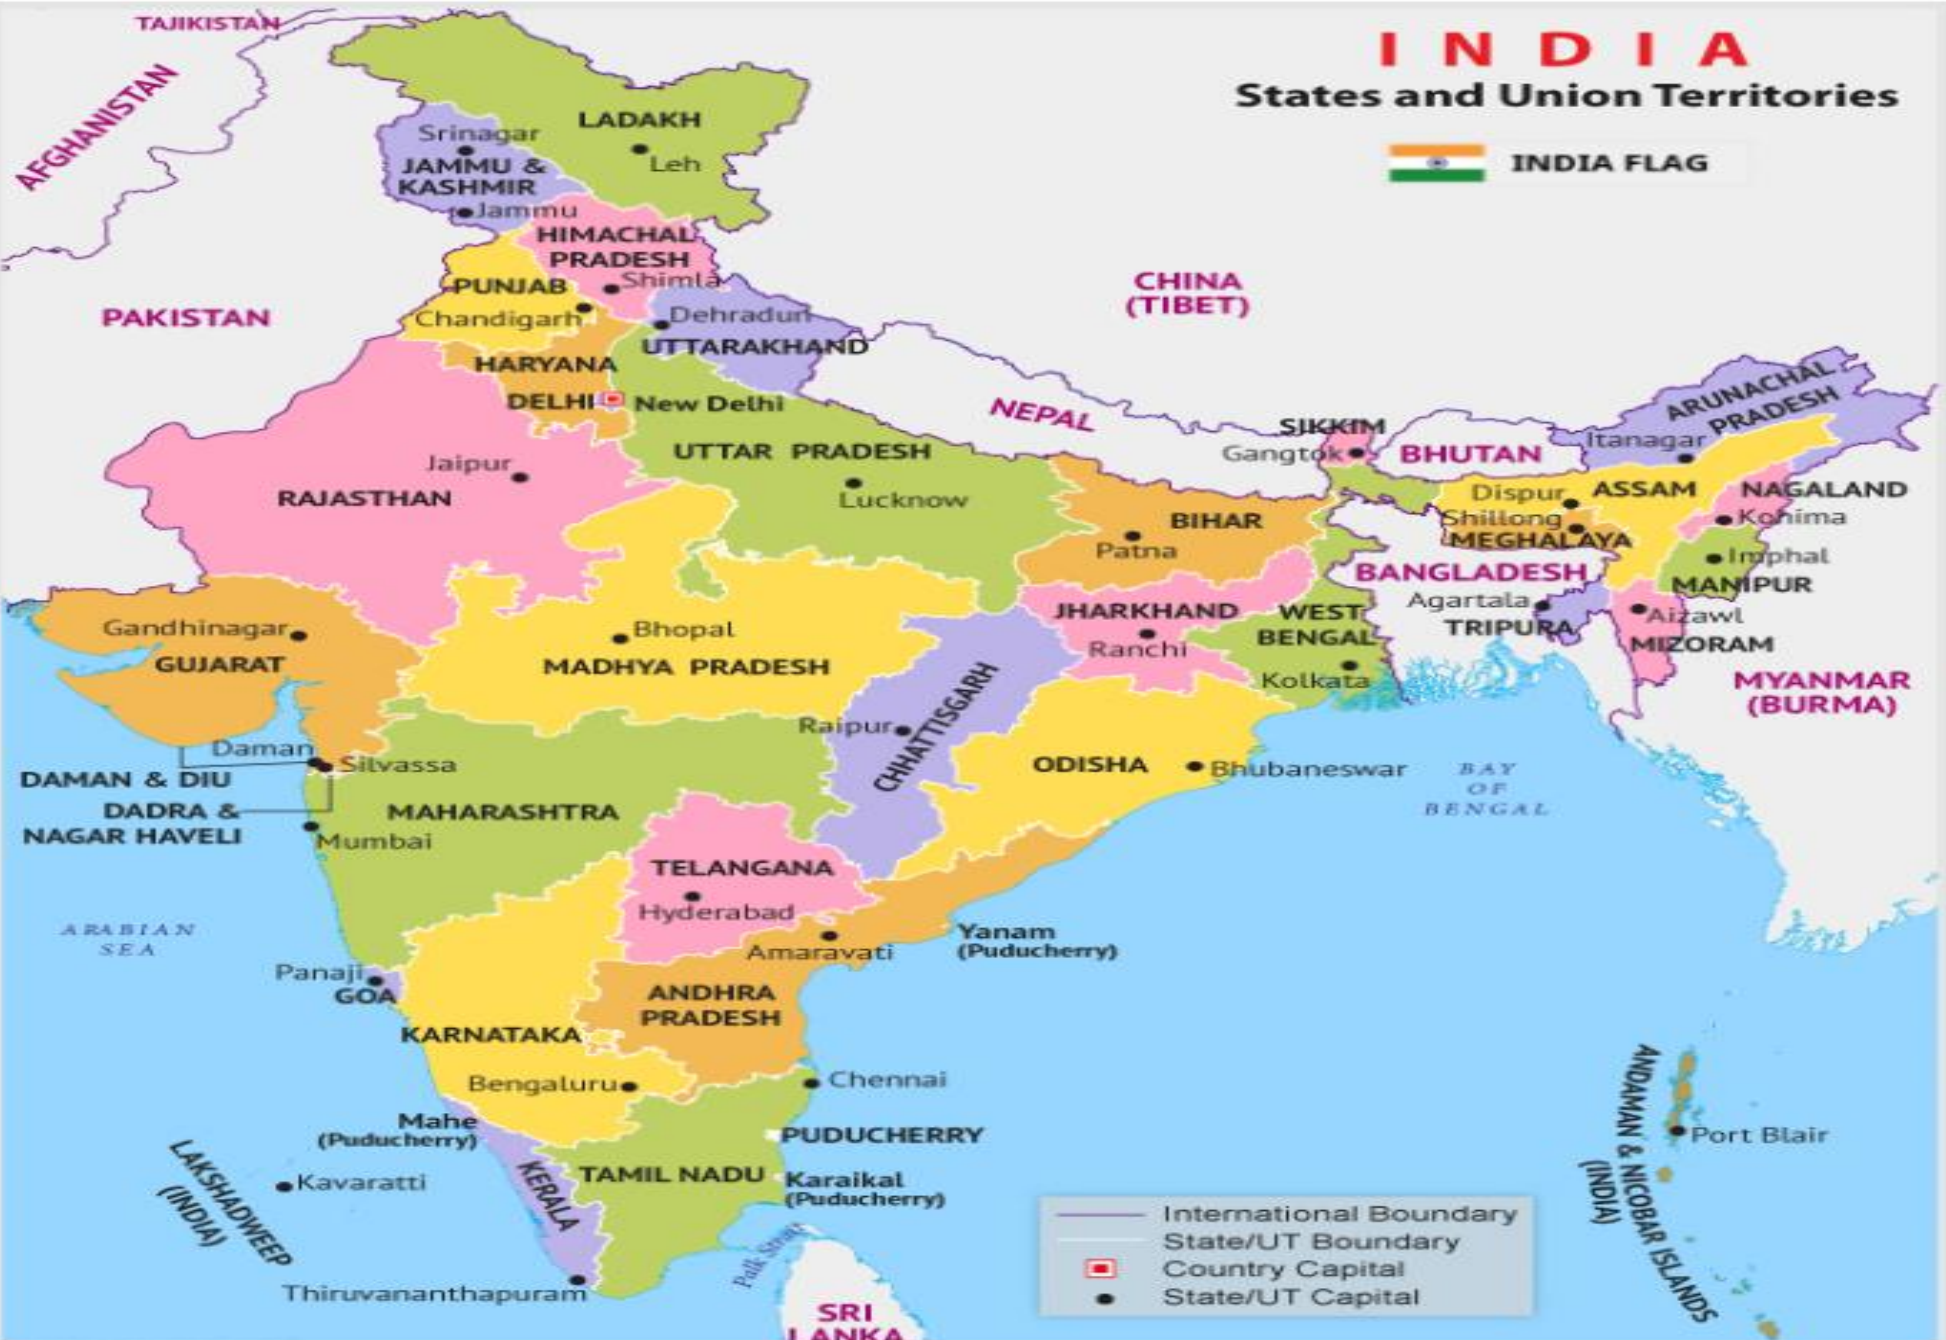 INDIA
States and Union Territories
INDIA FLAG
TAJIKISTAN
AFGHANISTAN
PAKISTAN
CHINA
(TIBET)
NEPAL
BHUTAN
BANGLADESH
MYANMAR
(BURMA)
SRI
LANKA
LADAKH
Leh
Srinagar
JAMMU &
KASHMIR
Jammu
HIMACHAL
PRADESH
Shimla
PUNJAB
Chandigarh
Dehradun
UTTARAKHAND
HARYANA
DELHI
New Delhi
UTTAR PRADESH
Lucknow
Jaipur
RAJASTHAN
SIKKIM
Gangtok
ARUNACHAL
PRADESH
Itanagar
Dispur
ASSAM
NAGALAND
Kohima
Shillong
MEGHALAYA
Imphal
MANIPUR
Agartala
TRIPURA
Aizawl
MIZORAM
BIHAR
Patna
JHARKHAND
Ranchi
WEST
BENGAL
Kolkata
Gandhinagar
GUJARAT
Bhopal
MADHYA PRADESH
Raipur
CHHATTISGARH
ODISHA
Bhubaneswar
BAY
OF
BENGAL
Daman
Silvassa
DAMAN & DIU
DADRA &
NAGAR HAVELI
MAHARASHTRA
Mumbai
TELANGANA
Hyderabad
Amaravati
Yanam
(Puducherry)
ARABIAN
SEA
Panaji
GOA
ANDHRA
PRADESH
KARNATAKA
Bengaluru
Chennai
Mahe
(Puducherry)
PUDUCHERRY
KERALA
TAMIL NADU
Karaikal
(Puducherry)
LAKSHADWEEP
(INDIA)
Kavaratti
Thiruvananthapuram
Palk Strait
ANDAMAN & NICOBAR ISLANDS
(INDIA)
Port Blair
International Boundary
State/UT Boundary
Country Capital
State/UT Capital